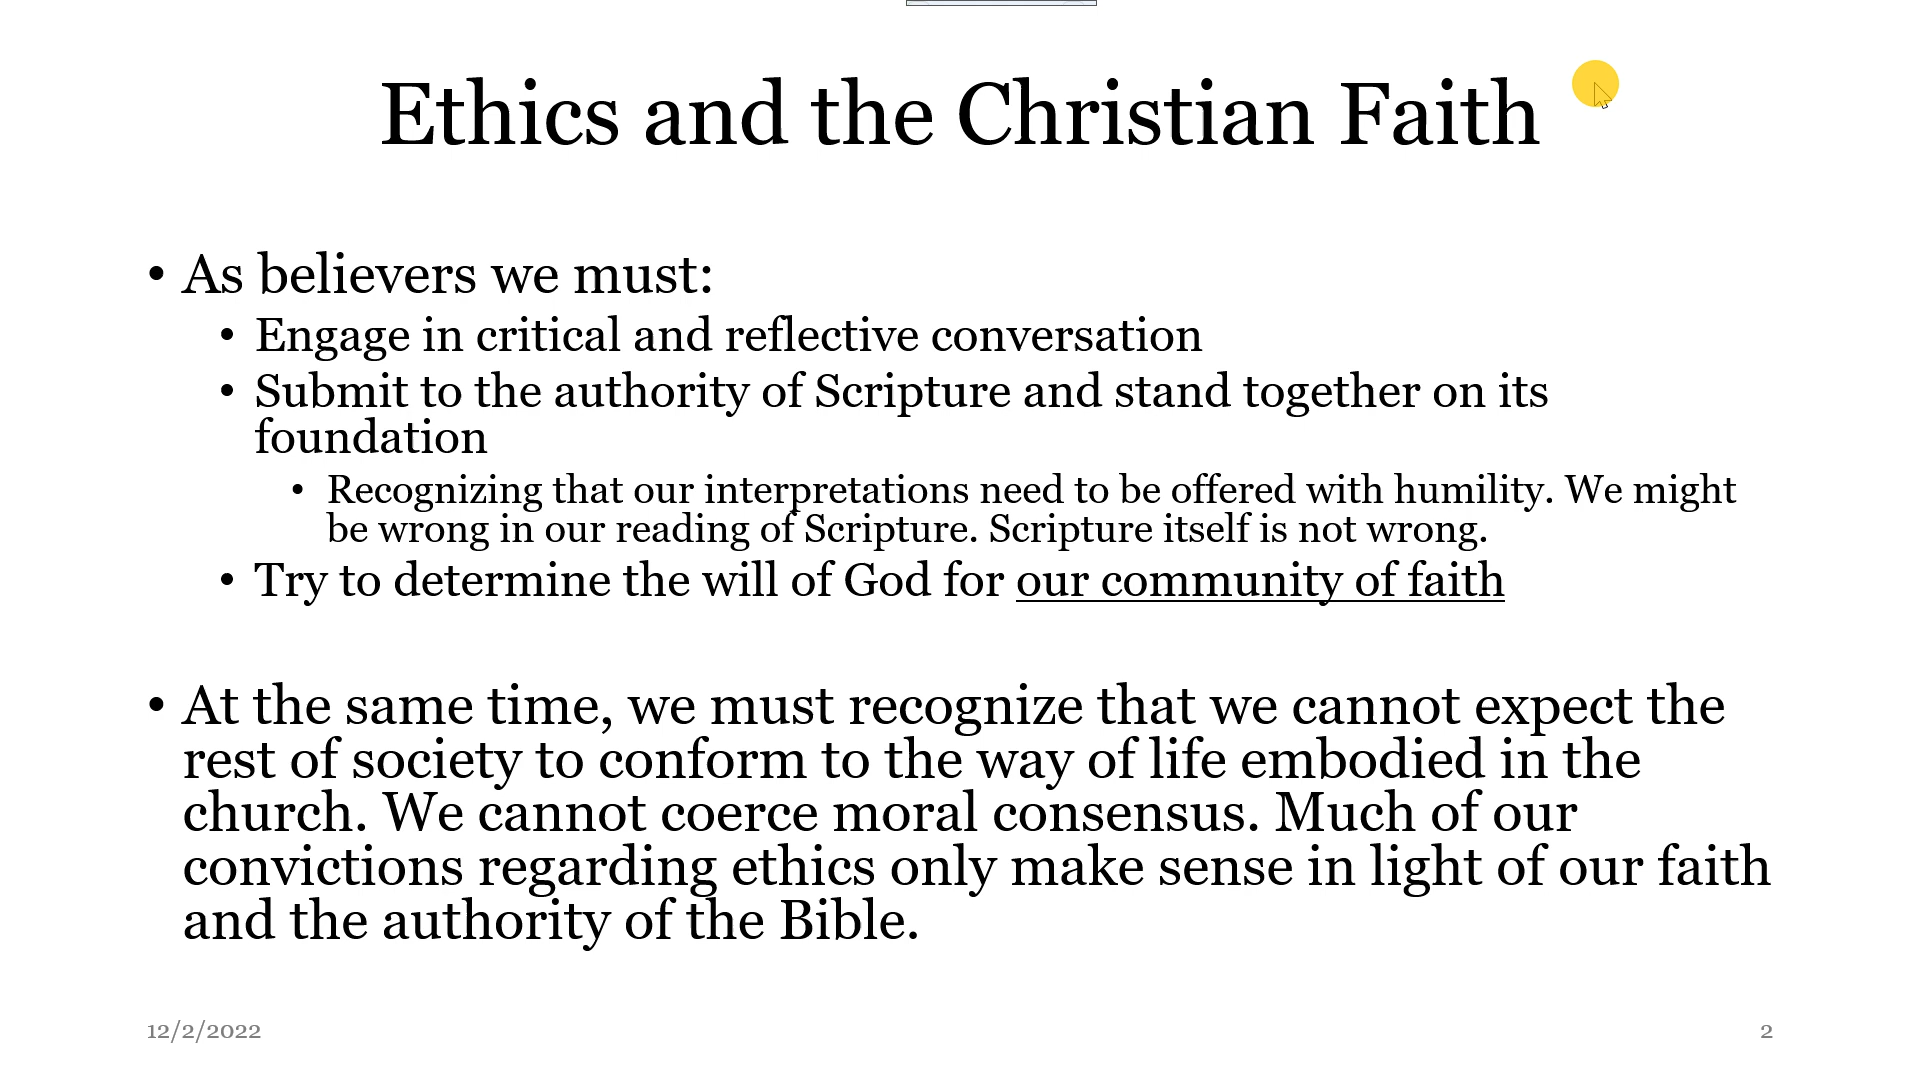 Ethics and the Christian Faith
• As believers we must:
• Engage in critical and reflective conversation
• Submit to the authority of Scripture and stand together on its
foundation
• Recognizing that our interpretations need to be offered with humility. We might
be wrong in our reading of Scripture. Scripture itself is not wrong.
• Try to determine the will of God for our community of faith
• At the same time, we must recognize that we cannot expect the
rest of society to conform to the way of life embodied in the
church. We cannot coerce moral consensus. Much of our
convictions regarding ethics only make sense in light of our faith
and the authority of the Bible.
12/2/2022
2